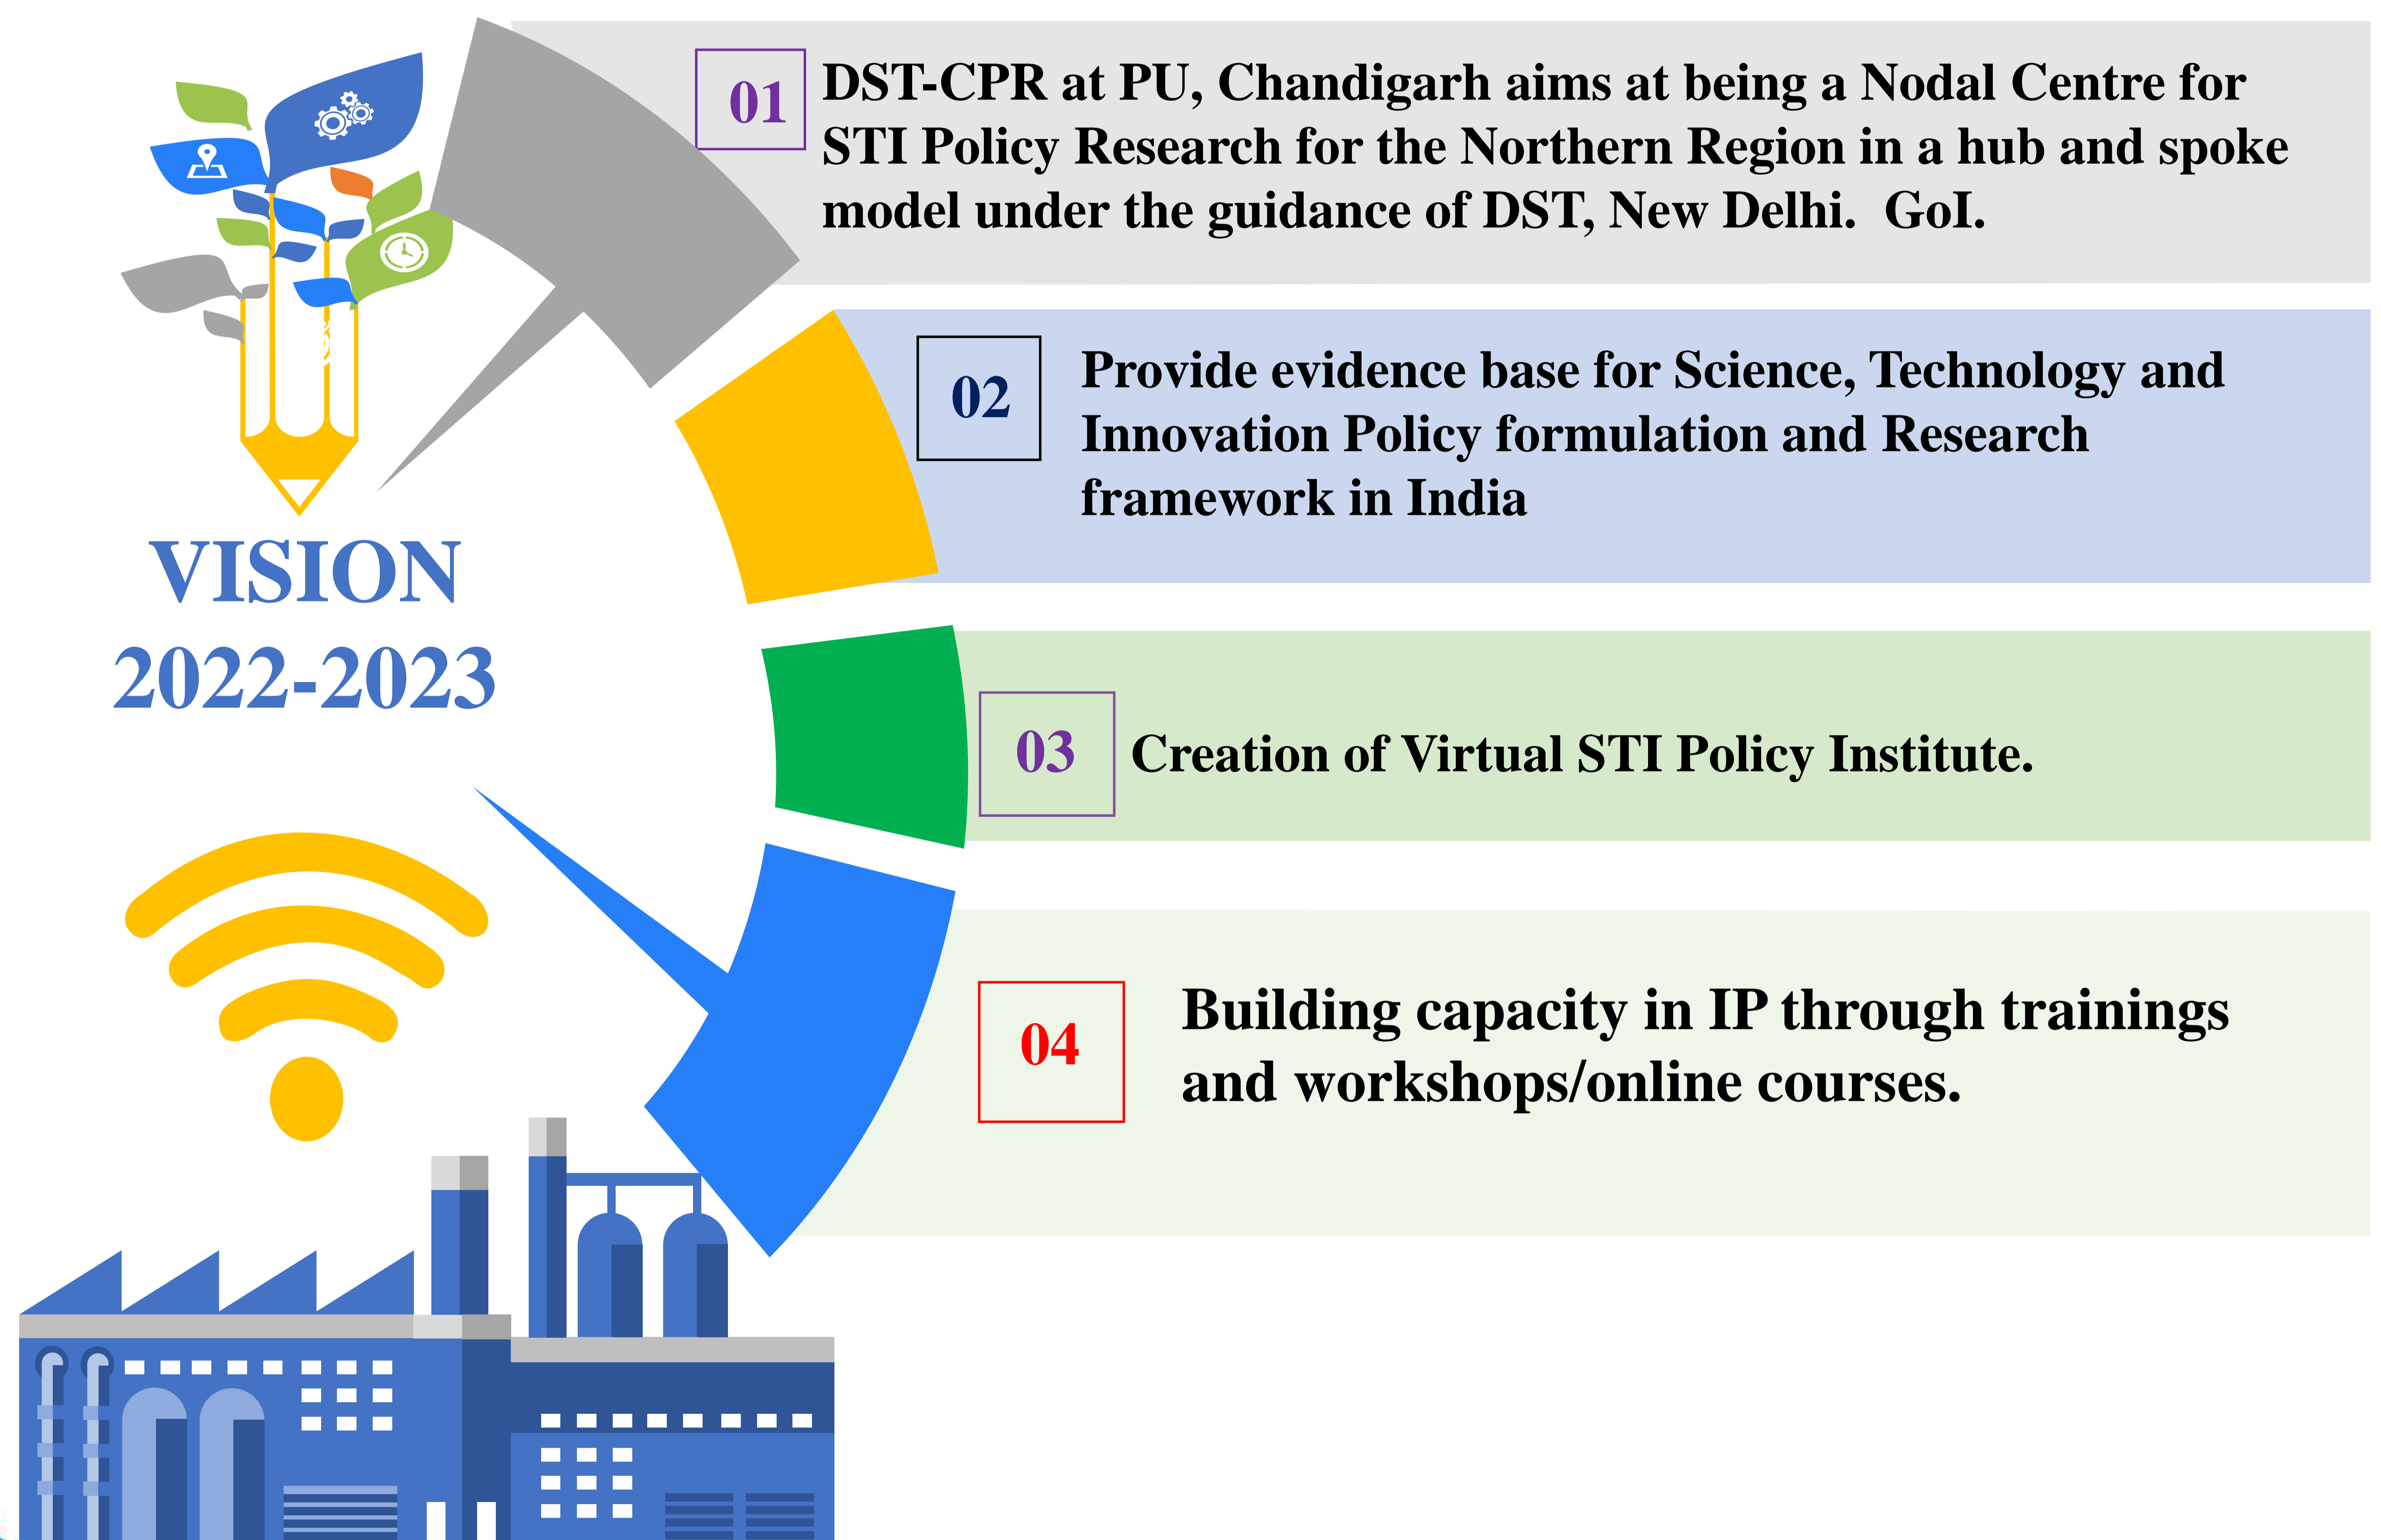 01
DST-CPR at PU, Chandigarh aims at being a Nodal Centre for
STI Policy Research for the Northern Region in a hub and spoke
model under the guidance of DST, New Delhi.  GoI.
02
Provide evidence base for Science, Technology and
Innovation Policy formulation and Research
framework in India
VISION
2022-2023
03
Creation of Virtual STI Policy Institute.
04
Building capacity in IP through trainings
and workshops/online courses.